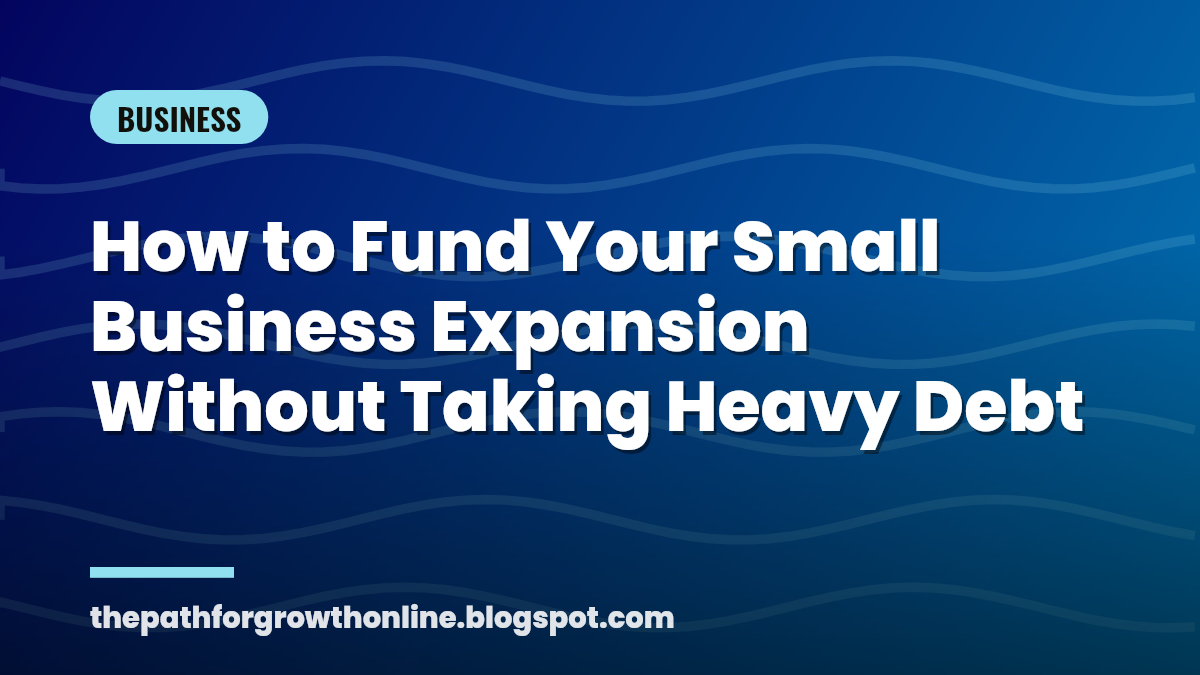 BUSINESS
How to Fund Your Small
Business Expansion
Without Taking Heavy Debt
thepathforgrowthonline.blogspot.com